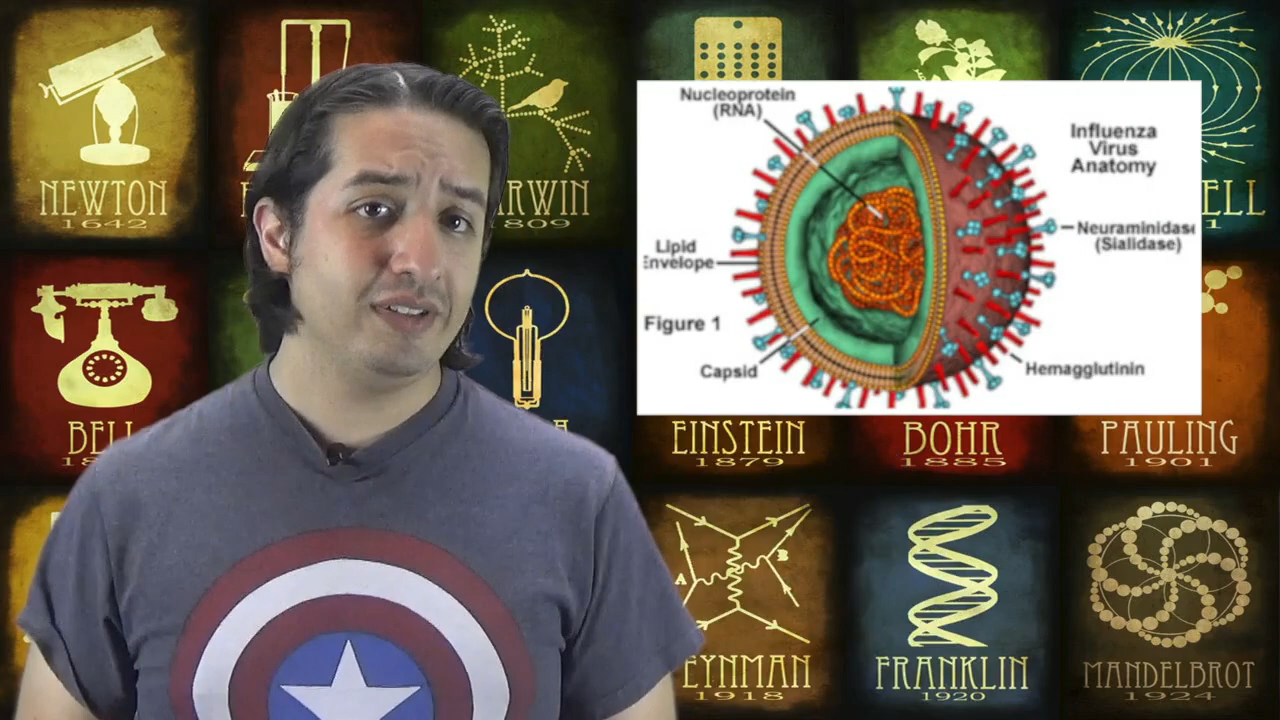 NEWTON
1642
RWIN
1809
ELL
1
Nucleoprotein
(RNA)
Influenza
Virus
Anatomy
Neuraminidase
(Sialidase)
Lipid
Envelope
Figure 1
Capsid
Hemagglutinin
BELL
EINSTEIN
1879
BOHR
1885
PAULING
1901
EYNMAN
1918
A
B
FRANKLIN
1920
MANDELBROT
1924